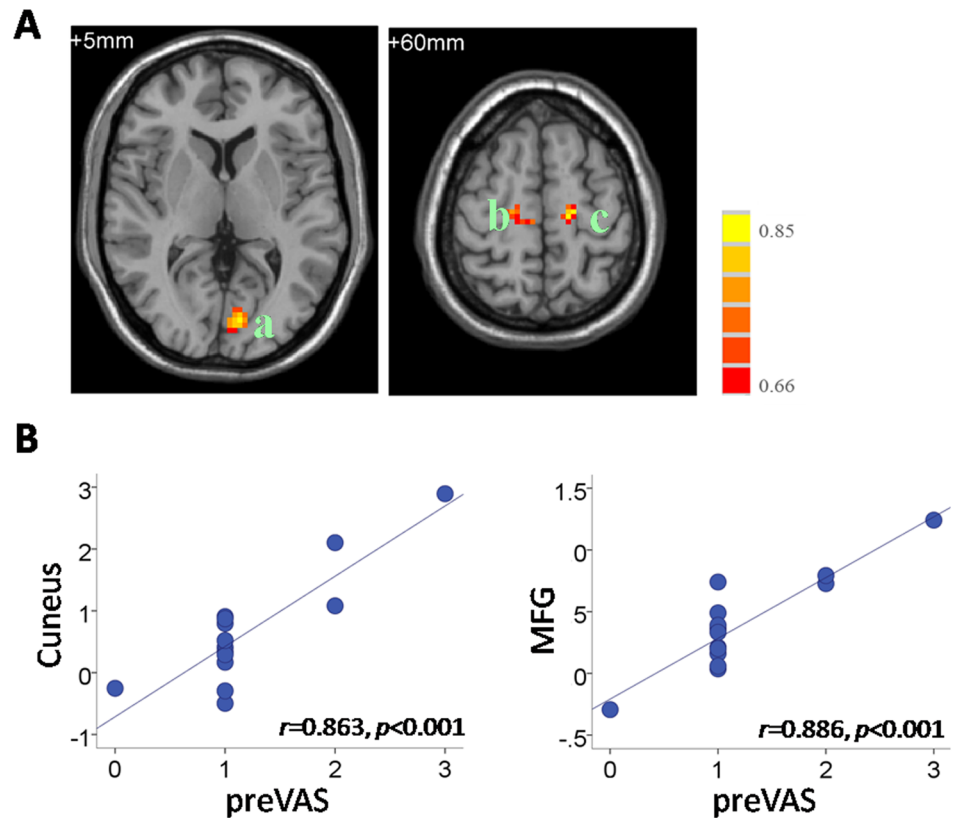 A
+5mm
+60mm
a
b
c
0.85
0.66
B
Cuneus
3
2
1
0
-1
r=0.863, p<0.001
0 1 2 3
preVAS
MFG
1.5
0
5
0
-.5
r=0.886, p<0.001
0 1 2 3
preVAS